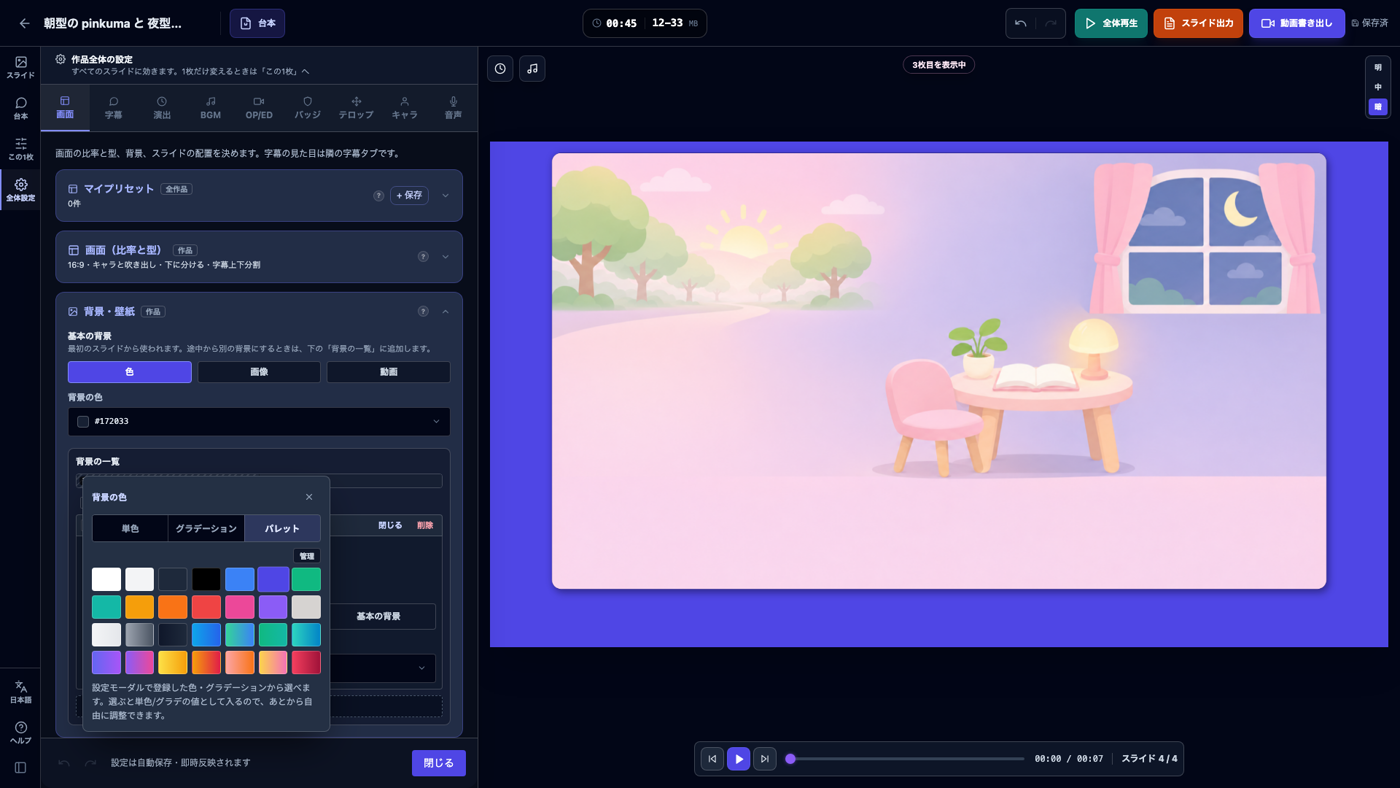 朝型の pinkuma と 夜型...
台本
00:45
12–33 MB
全体再生
スライド出力
動画書き出し
保存済
スライド
台本
この1枚
全体設定
日本語
ヘルプ
作品全体の設定
すべてのスライドに効きます。1枚だけ変えるときは「この1枚」へ
画面
字幕
演出
BGM
OP/ED
バッジ
テロップ
キャラ
音声
画面の比率と型、背景、スライドの配置を決めます。字幕の見た目は隣の字幕タブです。
マイプリセット
全作品
0件
?
+ 保存
画面（比率と型）
作品
16:9・キャラと吹き出し・下に分ける・字幕上下分割
?
背景・壁紙
作品
?
基本の背景
最初のスライドから使われます。途中から別の背景にするときは、下の「背景の一覧」に追加します。
色
画像
動画
背景の色
#172033
背景の一覧
閉じる
削除
基本の背景
背景の色
×
単色
グラデーション
パレット
管理
設定モーダルで登録した色・グラデーションから選べま
す。選ぶと単色/グラデの値として入るので、あとから自
由に調整できます。
設定は自動保存・即時反映されます
閉じる
3枚目を表示中
明
中
暗
00:00 / 00:07
スライド 4 / 4